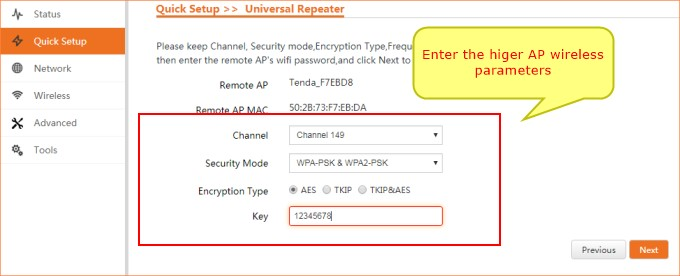 Status
Quick Setup
Network
Wireless
Advanced
Tools
Quick Setup >> Universal Repeater
Please keep Channel, Security mode,Encryption Type,Frequ
then enter the remote AP's wifi password,and click Next to
Enter the higer AP wireless
parameters
Remote AP Tenda_F7EBD8
Remote AP MAC 50:2B:73:F7:EB:DA
Channel Channel 149
Security Mode WPA-PSK & WPA2-PSK
Encryption Type AES TKIP TKIP&AES
Key 12345678
Previous Next